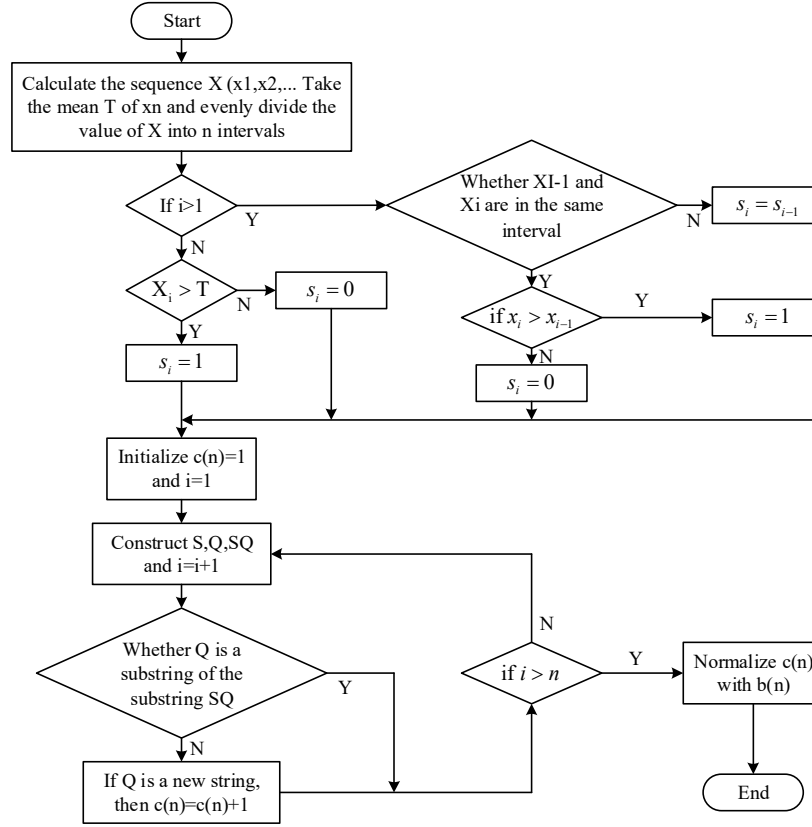 Start
Calculate the sequence X (x1,x2,... Take
the mean T of xn and evenly divide the
value of X into n intervals
If i>1
Y
N
Whether XI-1 and
Xi are in the same
interval
N
Y
s_i = s_{i-1}
X_i > T
N
Y
s_i = 0
if x_i > x_{i-1}
Y
N
s_i = 1
s_i = 1
s_i = 0
Initialize c(n)=1
and i=1
Construct S,Q,SQ
and i=i+1
Whether Q is a
substring of the
substring SQ
Y
N
If Q is a new string,
then c(n)=c(n)+1
N
if i > n
Y
Normalize c(n)
with b(n)
End